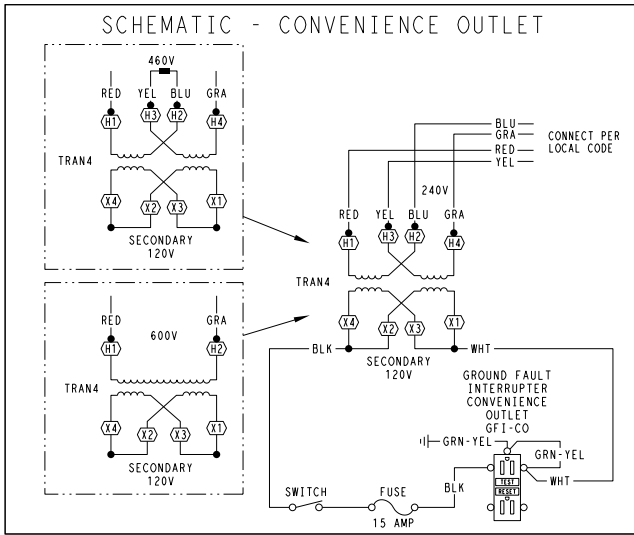 SCHEMATIC - CONVENIENCE OUTLET
460V
RED YEL BLU GRA
H1 H3 H2 H4
TRAN4
X4 X2 X3 X1
SECONDARY
120V
RED GRA
600V
H1 H2
TRAN4
X4 X2 X3 X1
SECONDARY
120V
BLU
GRA
RED
YEL
CONNECT PER
LOCAL CODE
240V
RED YEL BLU GRA
H1 H3 H2 H4
TRAN4
X4 X2 X3 X1
BLK WHT
SECONDARY
120V
GROUND FAULT
INTERRUPTER
CONVENIENCE
OUTLET
GFI-CO
GRN-YEL
GRN-YEL
WHT
TEST
RESET
BLK
SWITCH
FUSE
15 AMP